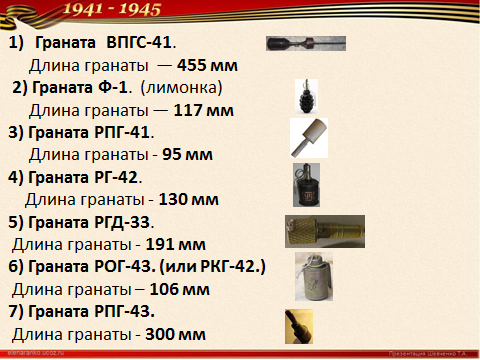 1941 - 1945
1) Граната ВПГС-41.
Длина гранаты — 455 мм
2) Граната Ф-1. (лимонка)
Длина гранаты — 117 мм
3) Граната РПГ-41.
Длина гранаты - 95 мм
4) Граната РГ-42.
Длина гранаты - 130 мм
5) Граната РГД-33.
Длина гранаты - 191 мм
6) Граната РОГ-43. (или РКГ-42.)
Длина гранаты – 106 мм
7) Граната РПГ-43.
Длина гранаты - 300 мм
elenaranko.ucoz.ru
Презентация Шевченко Т.А.